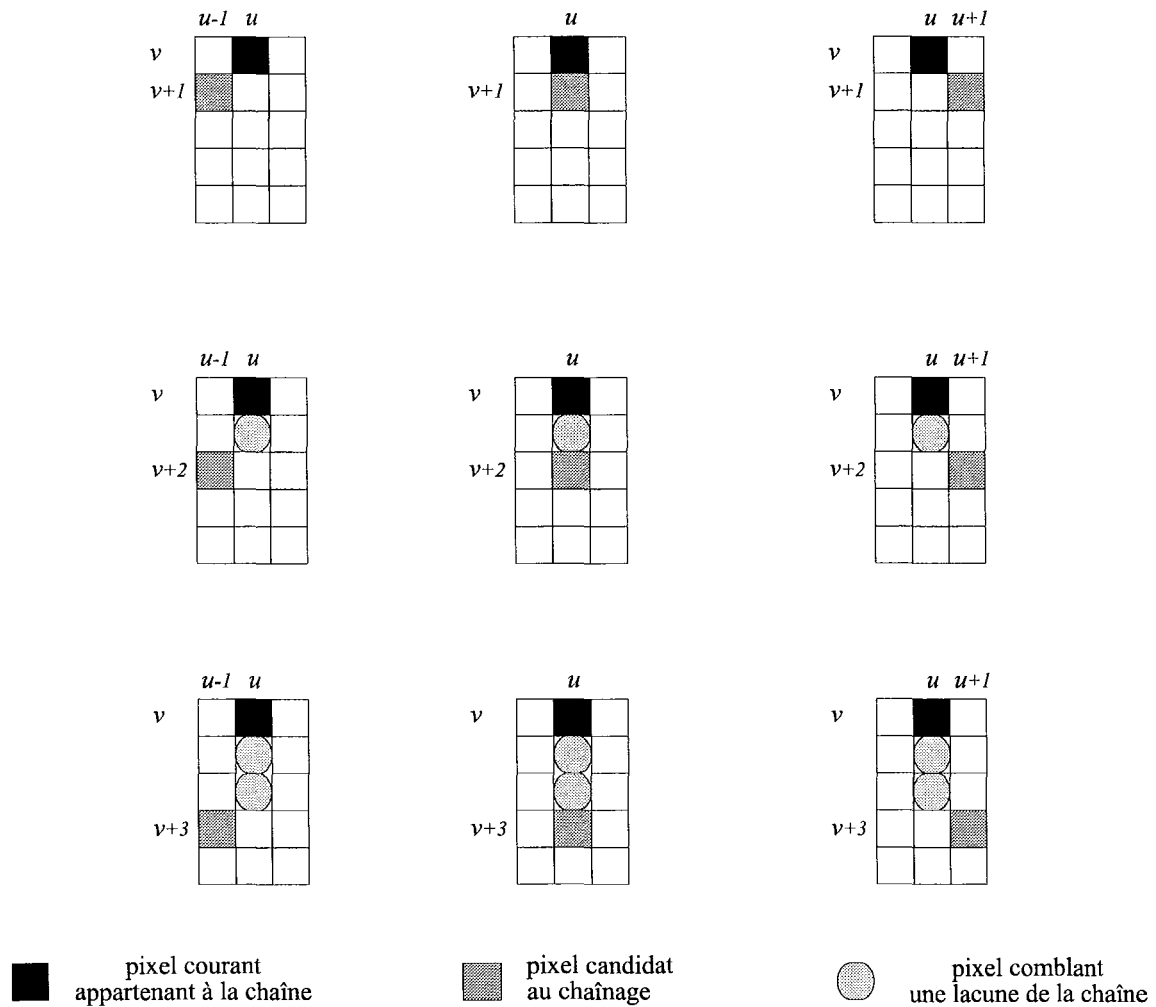 u-1 u
u
u u+1
v
v+1
v+1
v+1
u-1 u
u
u u+1
v
v
v
v+2
v+2
v+2
u-1 u
u
u u+1
v
v
v
v+3
v+3
v+3
pixel courant
appartenant à la chaîne
pixel candidat
au chaînage
pixel comblant
une lacune de la chaîne